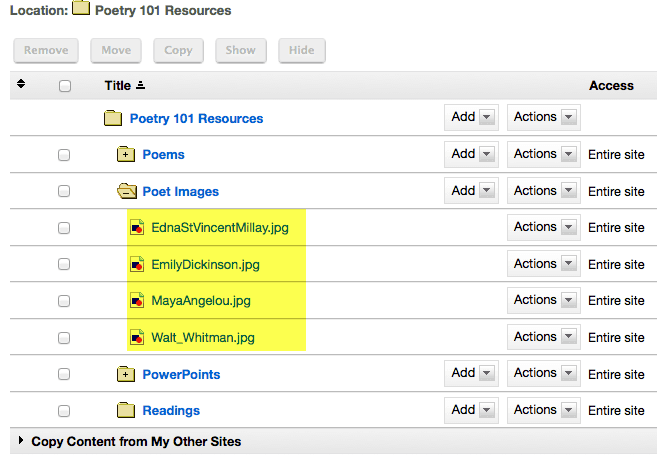 Location: Poetry 101 Resources
Remove Move Copy Show Hide
Title Access
Poetry 101 Resources Add Actions
Poems Add Actions Entire site
Poet Images Add Actions Entire site
EdnaStVincentMillay.jpg Actions Entire site
EmilyDickinson.jpg Actions Entire site
MayaAngelou.jpg Actions Entire site
Walt_Whitman.jpg Actions Entire site
PowerPoints Add Actions Entire site
Readings Add Actions Entire site
Copy Content from My Other Sites